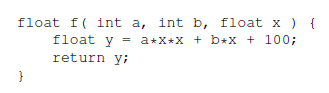 float f( int a, int b, float x ) {
float y = a*x*x + b*x + 100;
return y;
}